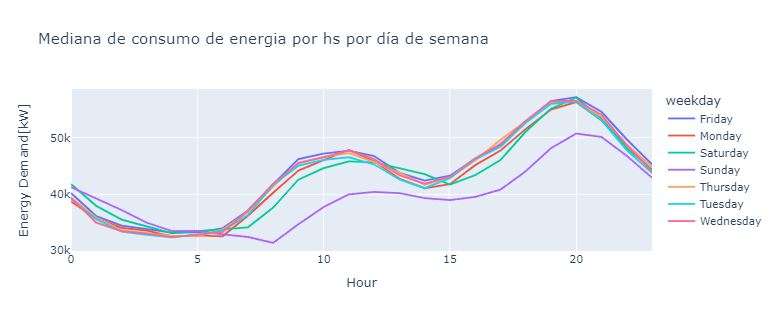 Mediana de consumo de energia por hs por día de semana
Energy Demand[kW]
50k
40k
30k
0
5
10
15
20
Hour
weekday
Friday
Monday
Saturday
Sunday
Thursday
Tuesday
Wednesday